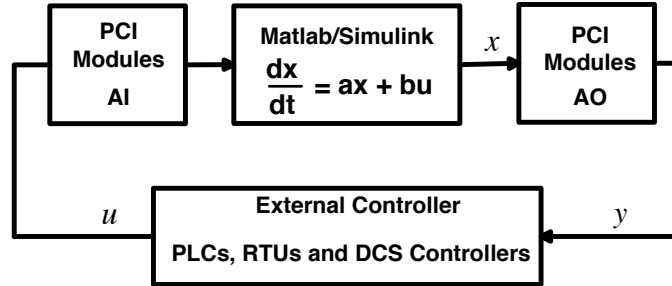 PCI
Modules
AI
Matlab/Simulink
dx
dt
= ax + bu
x
PCI
Modules
AO
u
External Controller
PLCs, RTUs and DCS Controllers
y